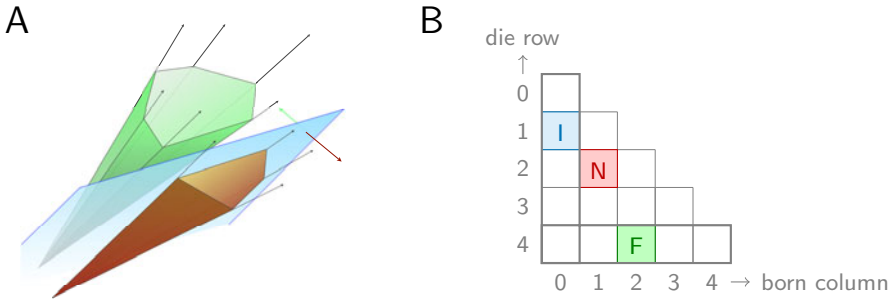 A
B
die row
↑
0
1 I
2 N
3
4 F
0 1 2 3 4 → born column